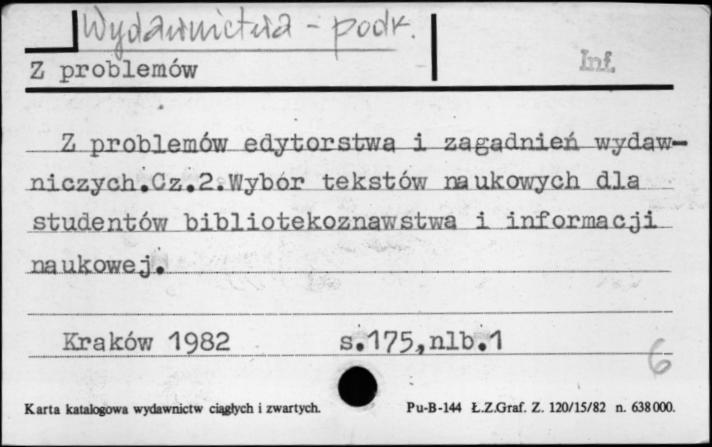 Wydawnictwa - podr.
Z problemów
Inf.
Z problemów edytorstwa i zagadnień wydaw-
niczych.Cz.2.Wybór tekstów naukowych dla
studentów bibliotekoznawstwa i informacji
naukowej.
Kraków 1982 s.175,nlb.1
6
Karta katalogowa wydawnictw ciągłych i zwartych. Pu-B-144 Ł.Z.Graf. Z. 120/15/82 n. 638000.